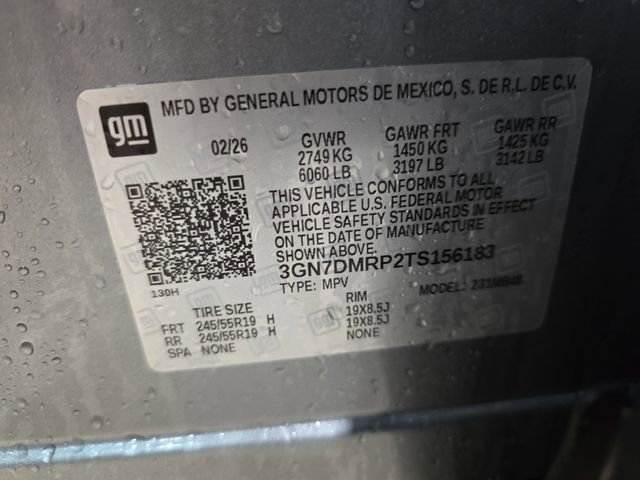 gm
MFD BY GENERAL MOTORS DE MEXICO, S. DE R.L. DE C.V.
02/26 GVWR GAWR FRT GAWR RR
2749 KG 1450 KG 1425 KG
6060 LB 3197 LB 3142 LB
THIS VEHICLE CONFORMS TO ALL
APPLICABLE U.S. FEDERAL MOTOR
VEHICLE SAFETY STANDARDS IN EFFECT
ON THE DATE OF MANUFACTURE
SHOWN ABOVE.
3GN7DMRP2TS156183
130H TYPE: MPV MODEL:
TIRE SIZE RIM
FRT 245/55R19 H 19X8.5J
RR 245/55R19 H 19X8.5J
SPA NONE NONE